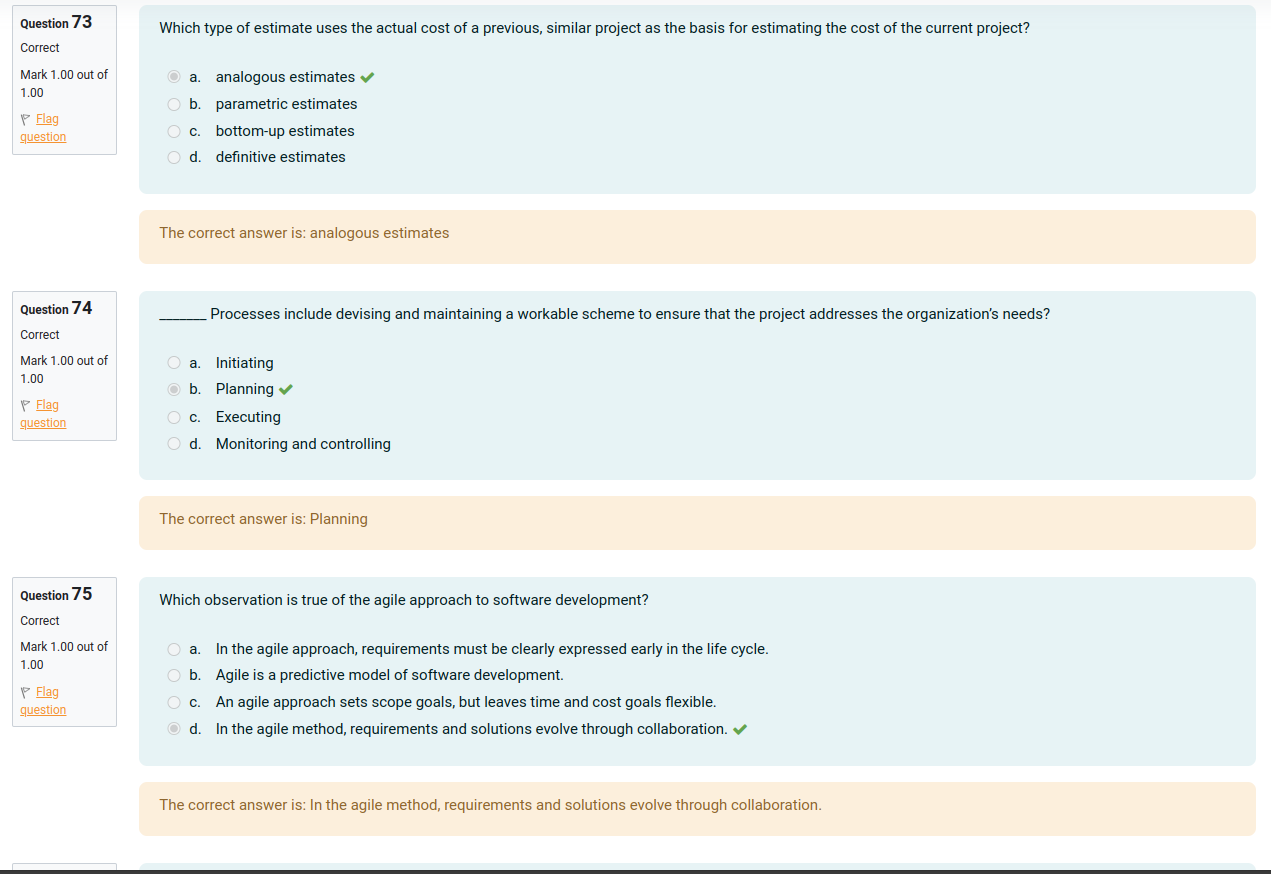 Question 73
Correct
Mark 1.00 out of
1.00
Flag
question
Which type of estimate uses the actual cost of a previous, similar project as the basis for estimating the cost of the current project?
a. analogous estimates
b. parametric estimates
c. bottom-up estimates
d. definitive estimates
The correct answer is: analogous estimates
Question 74
Correct
Mark 1.00 out of
1.00
Flag
question
_______ Processes include devising and maintaining a workable scheme to ensure that the project addresses the organization's needs?
a. Initiating
b. Planning
c. Executing
d. Monitoring and controlling
The correct answer is: Planning
Question 75
Correct
Mark 1.00 out of
1.00
Flag
question
Which observation is true of the agile approach to software development?
a. In the agile approach, requirements must be clearly expressed early in the life cycle.
b. Agile is a predictive model of software development.
c. An agile approach sets scope goals, but leaves time and cost goals flexible.
d. In the agile method, requirements and solutions evolve through collaboration.
The correct answer is: In the agile method, requirements and solutions evolve through collaboration.